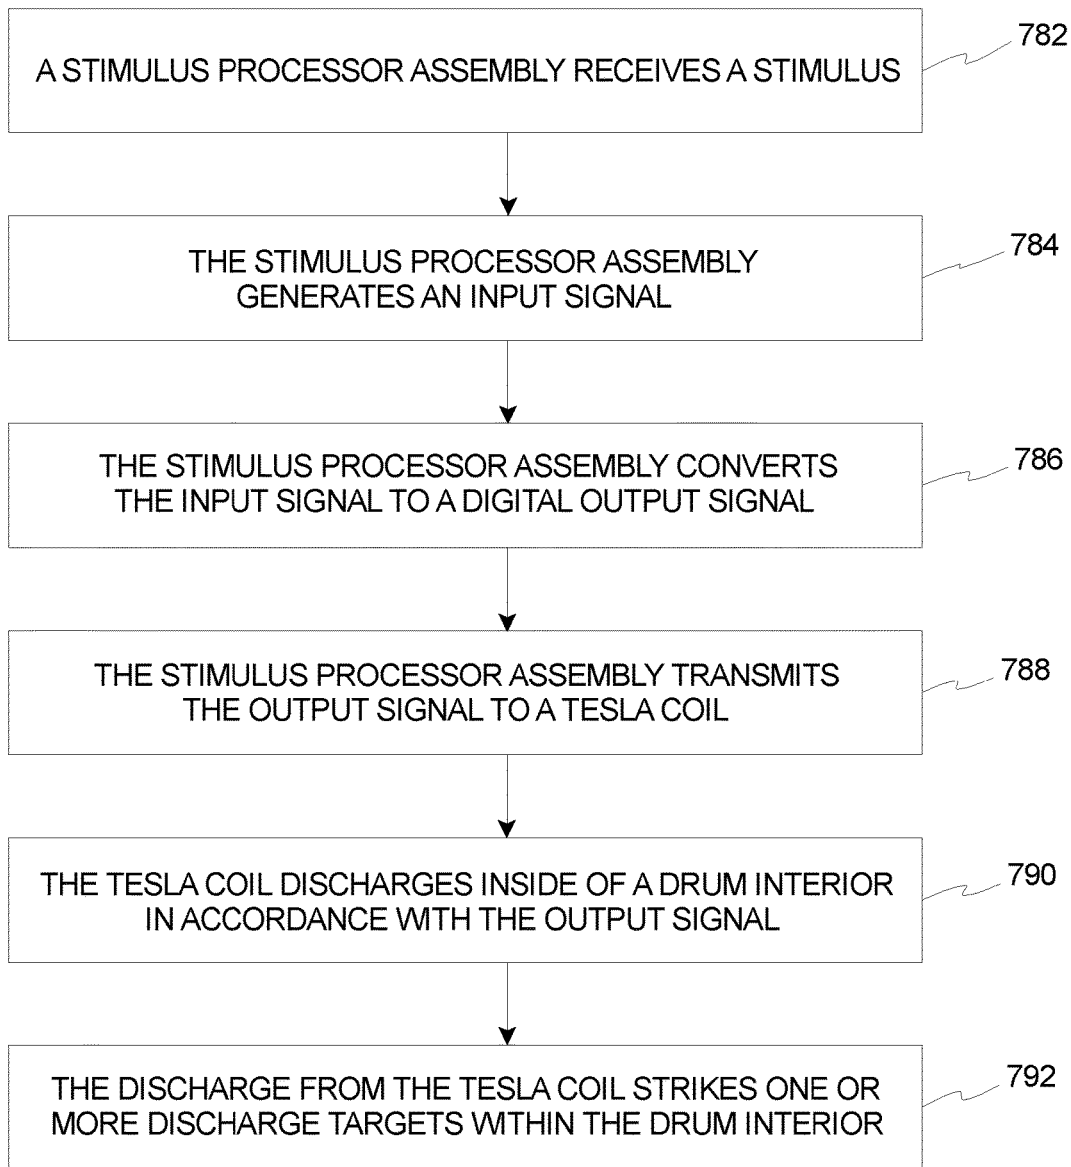 782
A STIMULUS PROCESSOR ASSEMBLY RECEIVES A STIMULUS
784
THE STIMULUS PROCESSOR ASSEMBLY
GENERATES AN INPUT SIGNAL
786
THE STIMULUS PROCESSOR ASSEMBLY CONVERTS
THE INPUT SIGNAL TO A DIGITAL OUTPUT SIGNAL
788
THE STIMULUS PROCESSOR ASSEMBLY TRANSMITS
THE OUTPUT SIGNAL TO A TESLA COIL
790
THE TESLA COIL DISCHARGES INSIDE OF A DRUM INTERIOR
IN ACCORDANCE WITH THE OUTPUT SIGNAL
792
THE DISCHARGE FROM THE TESLA COIL STRIKES ONE OR
MORE DISCHARGE TARGETS WITHIN THE DRUM INTERIOR